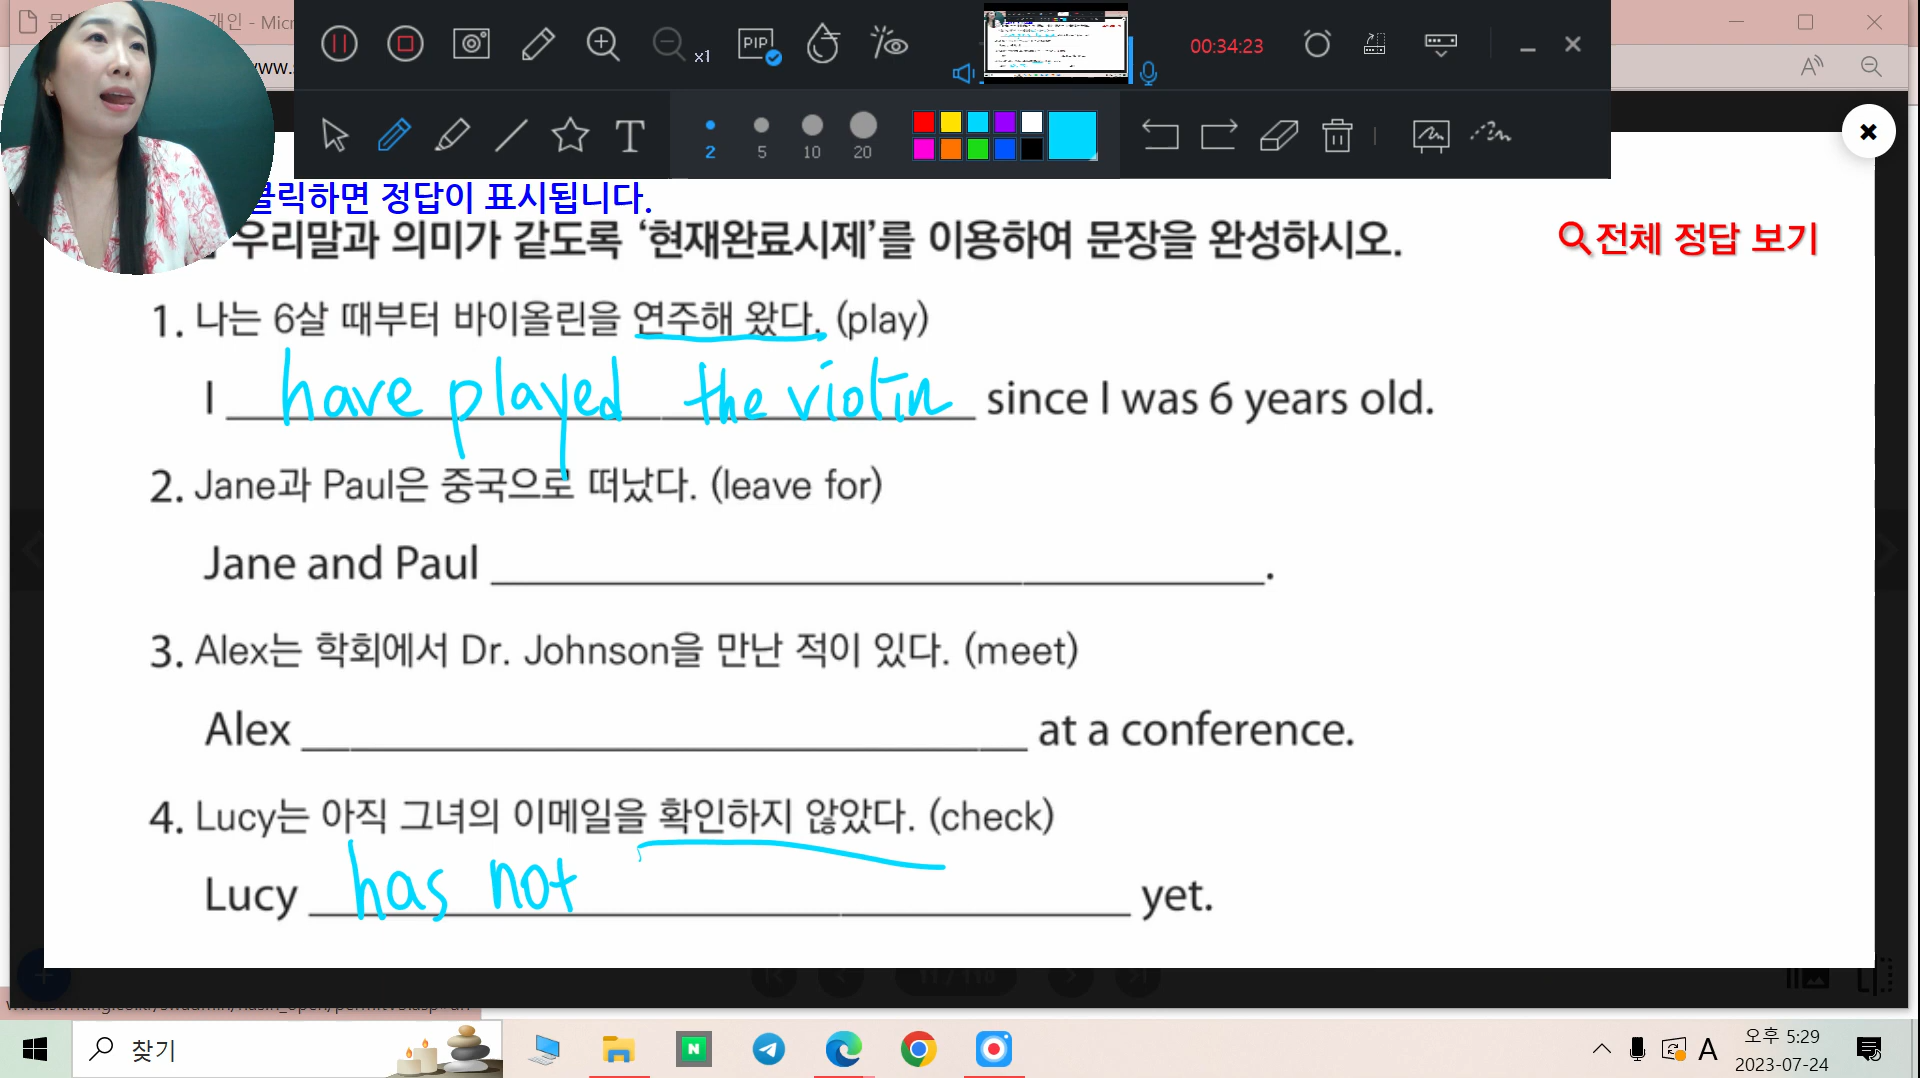 개인 - Micr
www.s
PIP
x1
00:34:23
T
2 5 10 20
클릭하면 정답이 표시됩니다.
우리말과 의미가 같도록 ‘현재완료시제’를 이용하여 문장을 완성하시오.
전체 정답 보기
1. 나는 6살 때부터 바이올린을 연주해 왔다. (play)
I have played the violin since I was 6 years old.
2. Jane과 Paul은 중국으로 떠났다. (leave for)
Jane and Paul ____.
3. Alex는 학회에서 Dr. Johnson을 만난 적이 있다. (meet)
Alex ____ at a conference.
4. Lucy는 아직 그녀의 이메일을 확인하지 않았다. (check)
Lucy has not ____ yet.
찾기
N
A
오후 5:29
2023-07-24